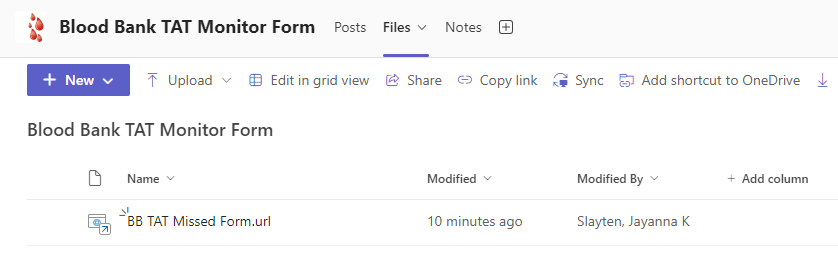 Blood Bank TAT Monitor Form Posts Files Notes
+ New Upload Edit in grid view Share Copy link Sync Add shortcut to OneDrive
Blood Bank TAT Monitor Form
Name Modified Modified By + Add column
BB TAT Missed Form.url 10 minutes ago Slayten, Jayanna K